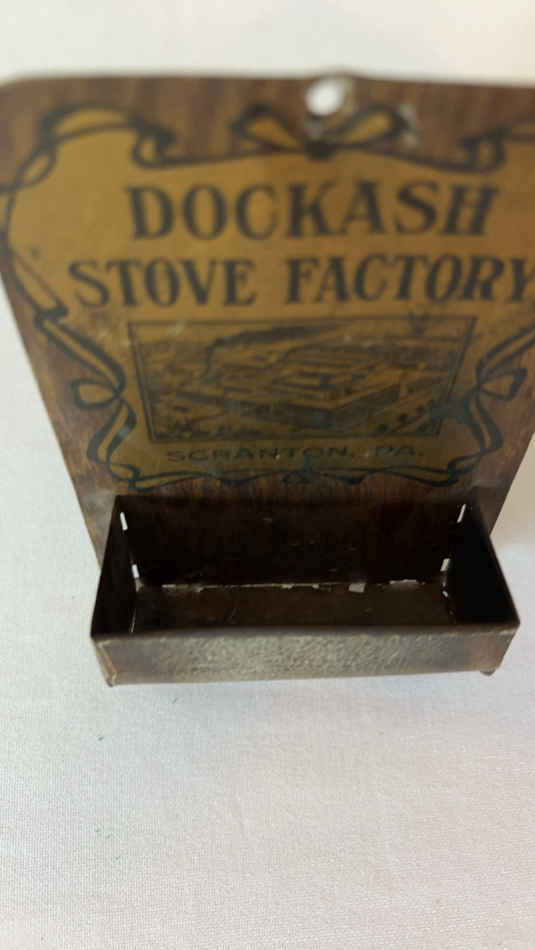 DOCKASH
STOVE FACTORY
SCRANTON, PA.